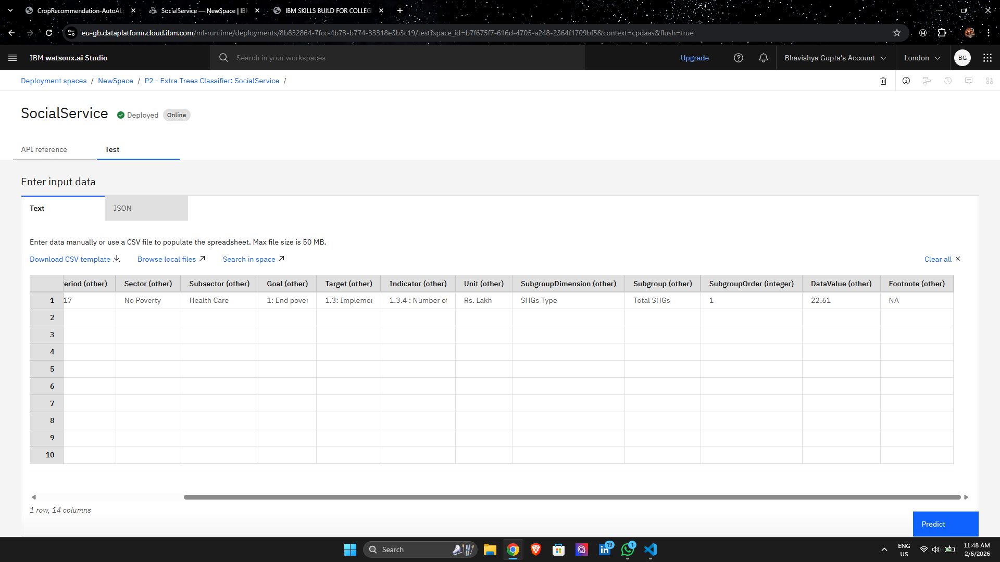 CropRecommendation-AutoAI.
SocialService — NewSpace | IBM
IBM SKILLS BUILD FOR COLLEG
eu-gb.dataplatform.cloud.ibm.com/ml-runtime/deployments/8b852864-7fcc-4b73-b774-33318e3b3c19/test?space_id=b7f675f7-616d-4705-a248-2364f1709bf5&context=cpdaas&flush=true
IBM watsonx.ai Studio
Search in your workspaces
Upgrade
Bhavishya Gupta's Account
London
BG
Deployment spaces / NewSpace / P2 - Extra Trees Classifier: SocialService /
SocialService
Deployed
Online
API reference
Test
Enter input data
Text
JSON
Enter data manually or use a CSV file to populate the spreadsheet. Max file size is 50 MB.
Download CSV template
Browse local files
Search in space
Clear all
Period (other) Sector (other) Subsector (other) Goal (other) Target (other) Indicator (other) Unit (other) SubgroupDimension (other) Subgroup (other) SubgroupOrder (integer) DataValue (other) Footnote (other)
1 17 No Poverty Health Care 1: End pover 1.3: Implemen 1.3.4 : Number of Rs. Lakh SHGs Type Total SHGs 1 22.61 NA
2
3
4
5
6
7
8
9
10
1 row, 14 columns
Predict
Search
19
1
ENG
US
11:48 AM
2/6/2026